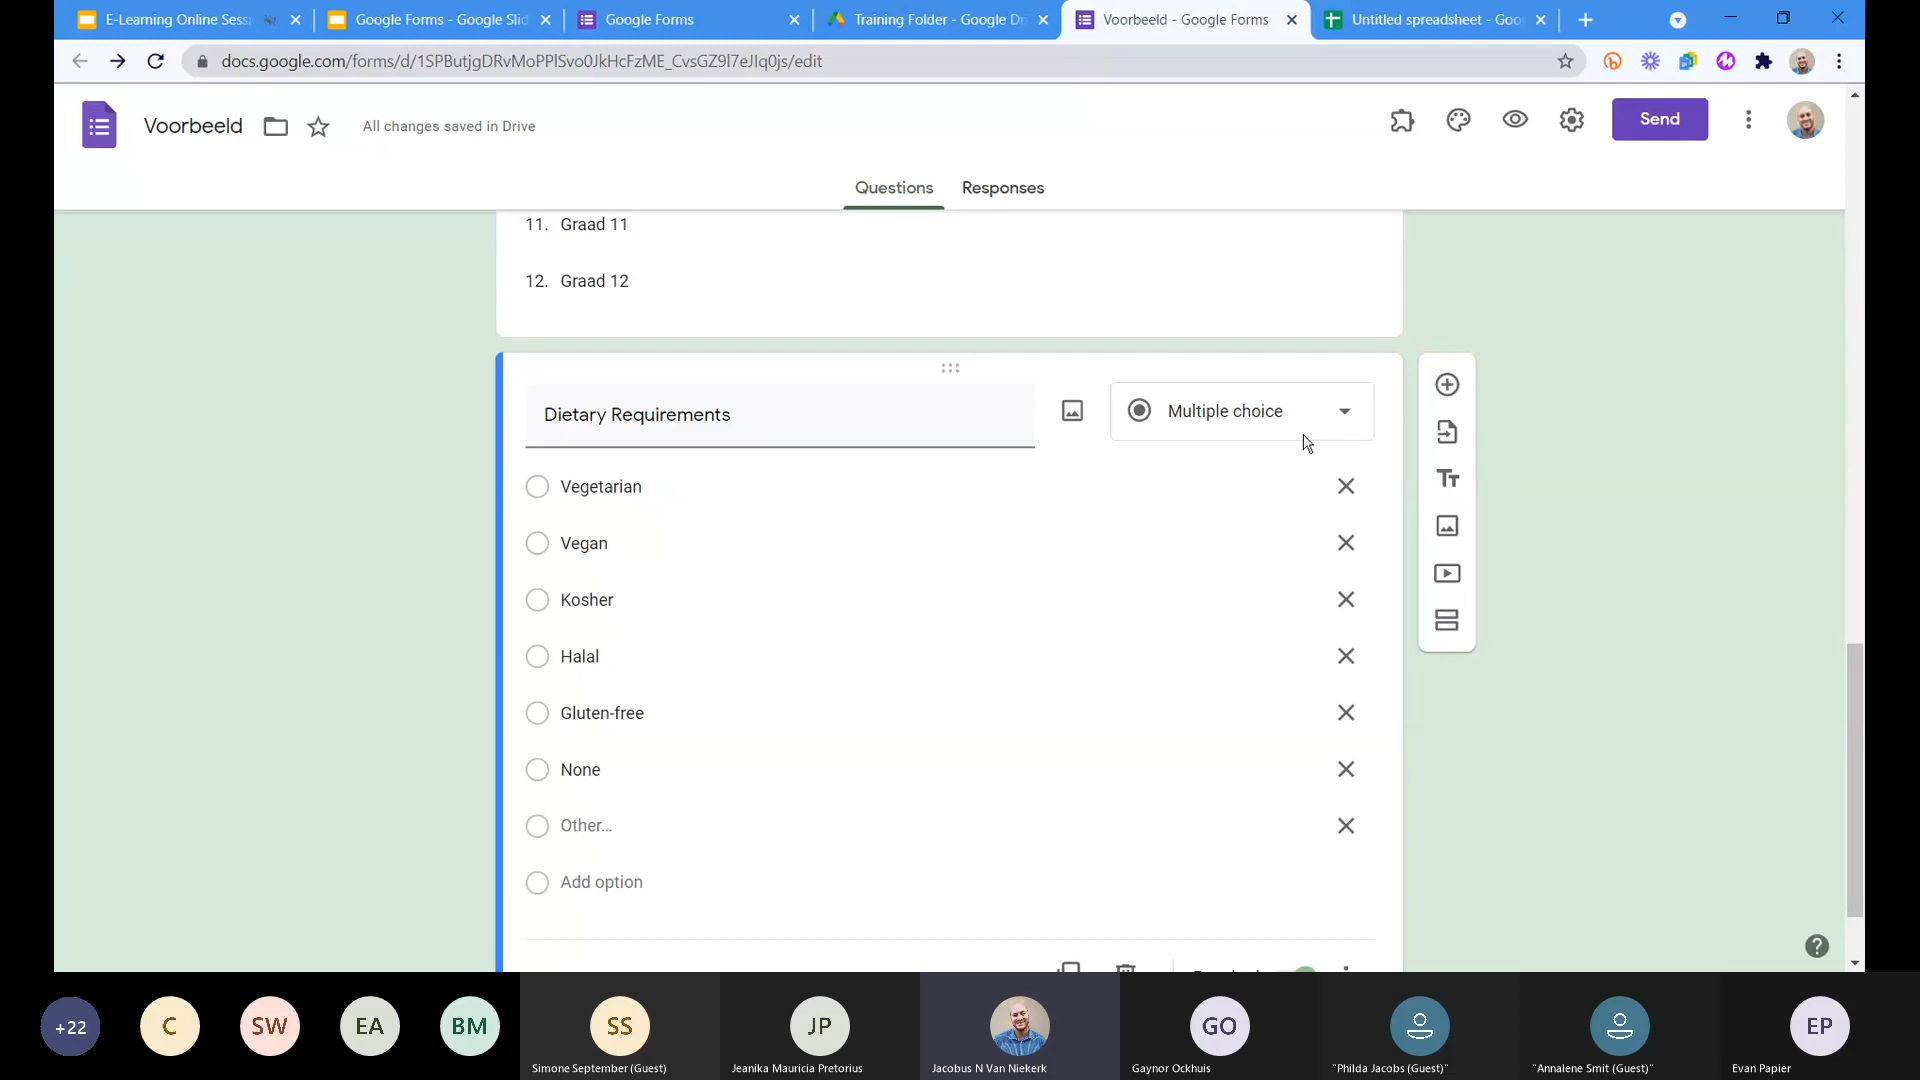 E-Learning Online Sess
Google Forms - Google Slid
Google Forms
Training Folder - Google Dr
Voorbeeld - Google Forms
Untitled spreadsheet - Goo
docs.google.com/forms/d/1SPButjgDRvMoPPlSvo0JkHcFzME_CvsGZ9l7eJIq0js/edit
Voorbeeld
All changes saved in Drive
Send
Questions
Responses
11. Graad 11
12. Graad 12
Dietary Requirements
Multiple choice
Vegetarian
Vegan
Kosher
Halal
Gluten-free
None
Other...
Add option
+22
C
SW
EA
BM
SS
JP
GO
EP
Simone September (Guest)
Jeanika Mauricia Pretorius
Jacobus N Van Niekerk
Gaynor Ockhuis
"Philda Jacobs (Guest)"
"Annalene Smit (Guest)"
Evan Papier